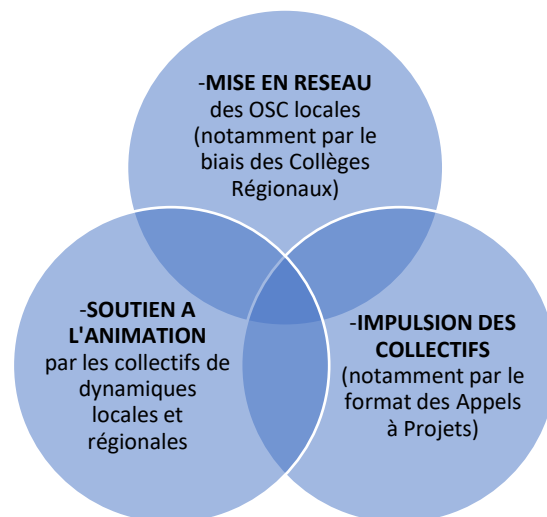 -MISE EN RESEAU
des OSC locales
(notamment par le
biais des Collèges
Régionaux)
-SOUTIEN A
L'ANIMATION
par les collectifs de
dynamiques
locales et
régionales
-IMPULSION DES
COLLECTIFS
(notamment par le
format des Appels
à Projets)